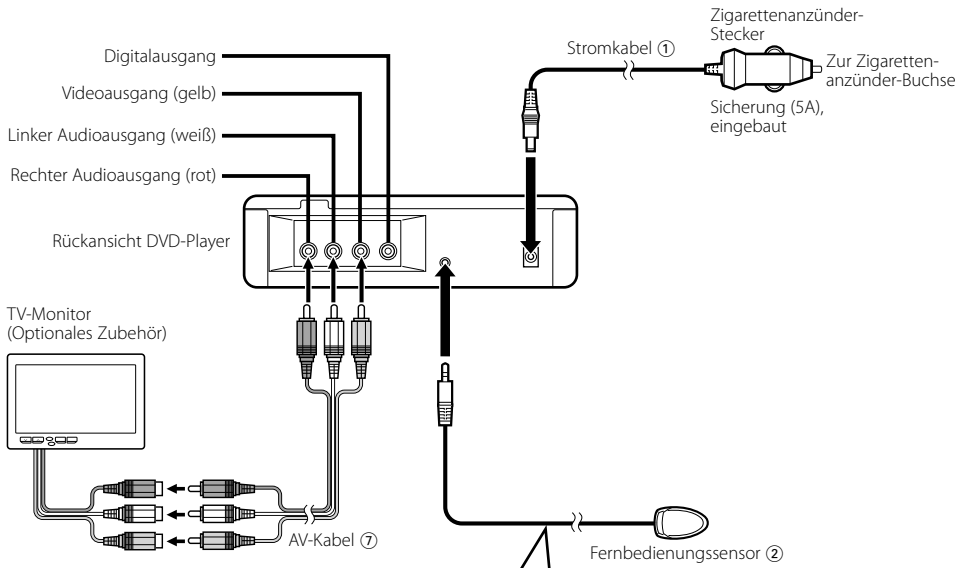 Zigarettenanzünder-
Stecker
Stromkabel ①
Zur Zigaretten-
anzünder-Buchse
Sicherung (5A),
eingebaut
Digitalausgang
Videoausgang (gelb)
Linker Audioausgang (weiß)
Rechter Audioausgang (rot)
Rückansicht DVD-Player
TV-Monitor
(Optionales Zubehör)
AV-Kabel ⑦
Fernbedienungssensor ②